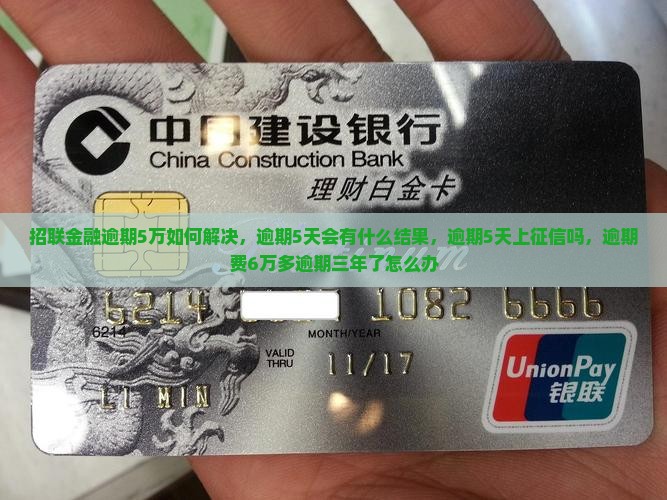 中国建设银行
China Construction Bank
理财白金卡
招联金融逾期5万如何解决，逾期5天会有什么结果，逾期5天上征信吗，逾期
费6万多逾期三年了怎么办
6214 1082 6666
6214
MONTH/YEAR
VALID
THRU
11/17
LI MIN
UnionPay
银联